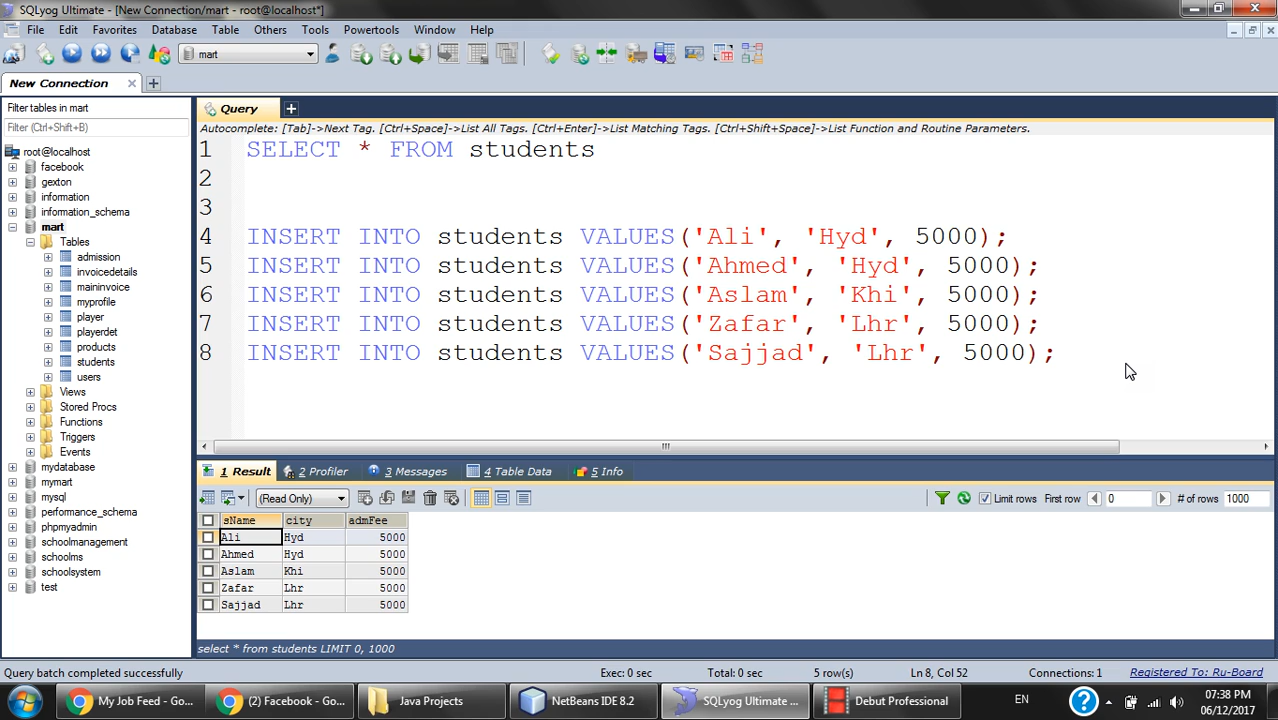 SQLyog Ultimate - [New Connection/mart - root@localhost*]
File Edit Favorites Database Table Others Tools Powertools Window Help
mart
New Connection
Filter tables in mart
Filter (Ctrl+Shift+B)
root@localhost
facebook
gexton
information
information_schema
mart
Tables
admission
invoicedetails
maininvoice
myprofile
player
playerdet
products
students
users
Views
Stored Procs
Functions
Triggers
Events
mydatabase
mymart
mysql
performance_schema
phpmyadmin
schoolmanagement
schoolms
schoolsystem
test
Query
Autocomplete: [Tab]->Next Tag. [Ctrl+Space]->List All Tags. [Ctrl+Enter]->List Matching Tags. [Ctrl+Shift+Space]->List Function and Routine Parameters.
1 SELECT * FROM students
2
3
4 INSERT INTO students VALUES('Ali', 'Hyd', 5000);
5 INSERT INTO students VALUES('Ahmed', 'Hyd', 5000);
6 INSERT INTO students VALUES('Aslam', 'Khi', 5000);
7 INSERT INTO students VALUES('Zafar', 'Lhr', 5000);
8 INSERT INTO students VALUES('Sajjad', 'Lhr', 5000);
1 Result 2 Profiler 3 Messages 4 Table Data 5 Info
(Read Only) Limit rows First row 0 # of rows 1000
sName city admFee
Ali Hyd 5000
Ahmed Hyd 5000
Aslam Khi 5000
Zafar Lhr 5000
Sajjad Lhr 5000
select * from students LIMIT 0, 1000
Query batch completed successfully Exec: 0 sec Total: 0 sec 5 row(s) Ln 8, Col 52 Connections: 1 Registered To: Ru-Board
My Job Feed - Go... (2) Facebook - Goo... Java Projects NetBeans IDE 8.2 SQLyog Ultimate ... Debut Professional EN 07:38 PM
06/12/2017